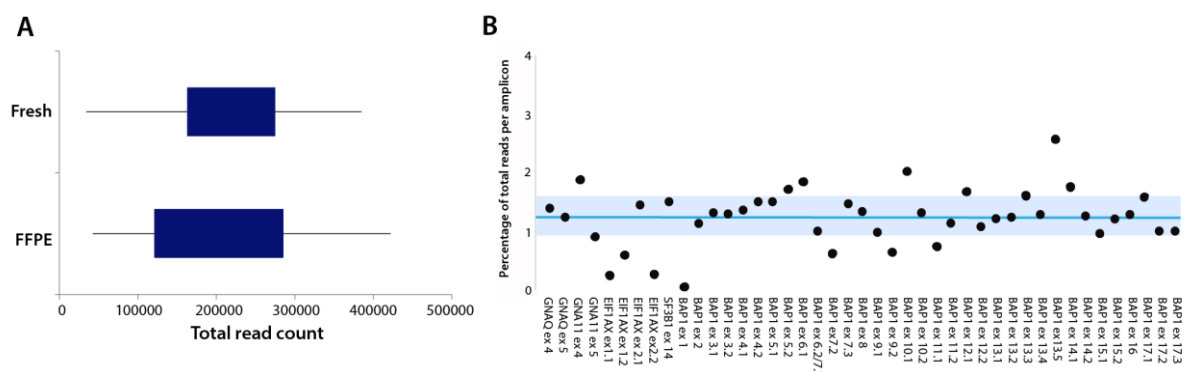 A
Fresh
FFPE
0
100000
200000
300000
400000
500000
Total read count
B
Percentage of total reads per amplicon
4
3
2
1
0
GNAQ ex 4
GNAQ ex 5
GNA11 ex 4
GNA11 ex 5
EIF1AX ex1.1
EIF1AX ex 1.2
EIF1AX ex 2.1
EIF1AX ex2.2
SF3B1 ex 14
BAP1 ex 1
BAP1 ex 2
BAP1 ex 3.1
BAP1 ex 3.2
BAP1 ex 4.1
BAP1 ex 4.2
BAP1 ex 5.1
BAP1 ex 5.2
BAP1 ex 6.1
BAP1 ex 6.2/7.
BAP1 ex7.2
BAP1 ex 7.3
BAP1 ex8
BAP1 ex 9.1
BAP1 ex 9.2
BAP1 ex 10.1
BAP1 ex 10.2
BAP1 ex 11.1
BAP1 ex 11.2
BAP1 ex 12.1
BAP1 ex 12.2
BAP1 ex 13.1
BAP1 ex 13.2
BAP1 ex 13.3
BAP1 ex 13.4
BAP1 ex13.5
BAP1 ex 14.1
BAP1 ex 14.2
BAP1 ex 15.1
BAP1 ex 15.2
BAP1 ex 16
BAP1 ex 17.1
BAP1 ex 17.2
BAP1 ex 17.3